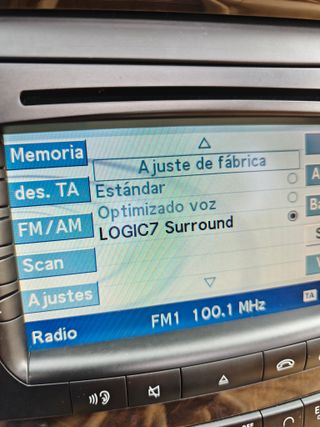 Memoria
Ajuste de fábrica
des. TA
Estándar
Optimizado voz
FM/AM
LOGIC7 Surround
Scan
Ajustes
Radio
FM1 100.1 MHz
TA